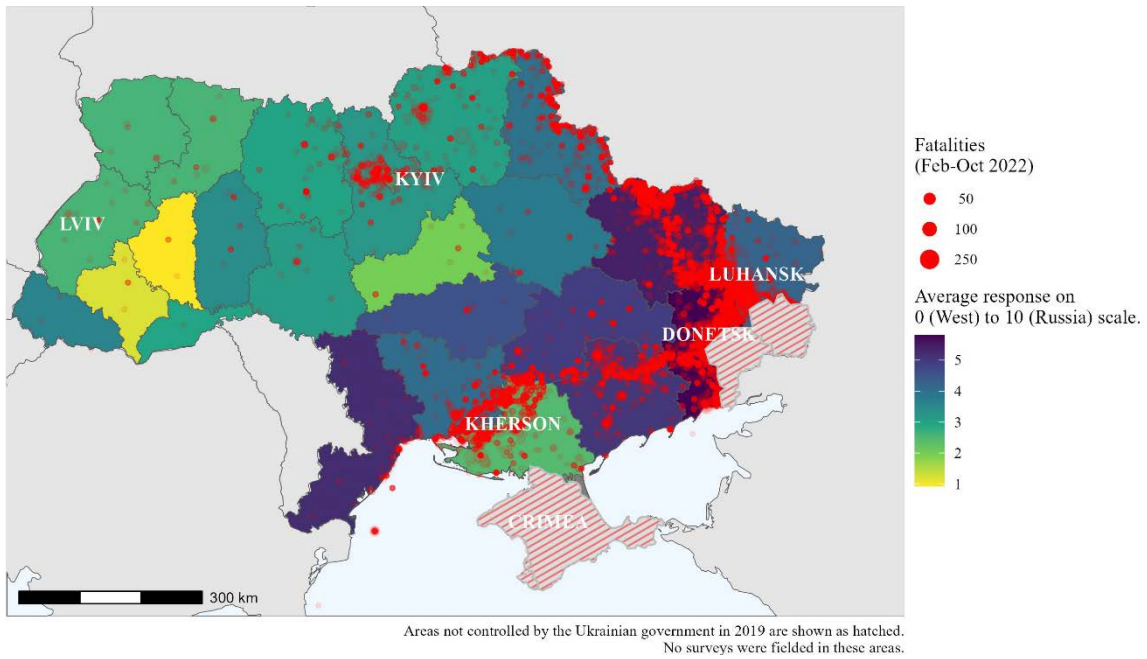 KYIV
LVIV
LUHANSK
DONETSK
KHERSON
CRIMEA
300 km
Fatalities
(Feb-Oct 2022)
50
100
250
Average response on
0 (West) to 10 (Russia) scale.
5
4
3
2
1
Areas not controlled by the Ukrainian government in 2019 are shown as hatched.
No surveys were fielded in these areas.